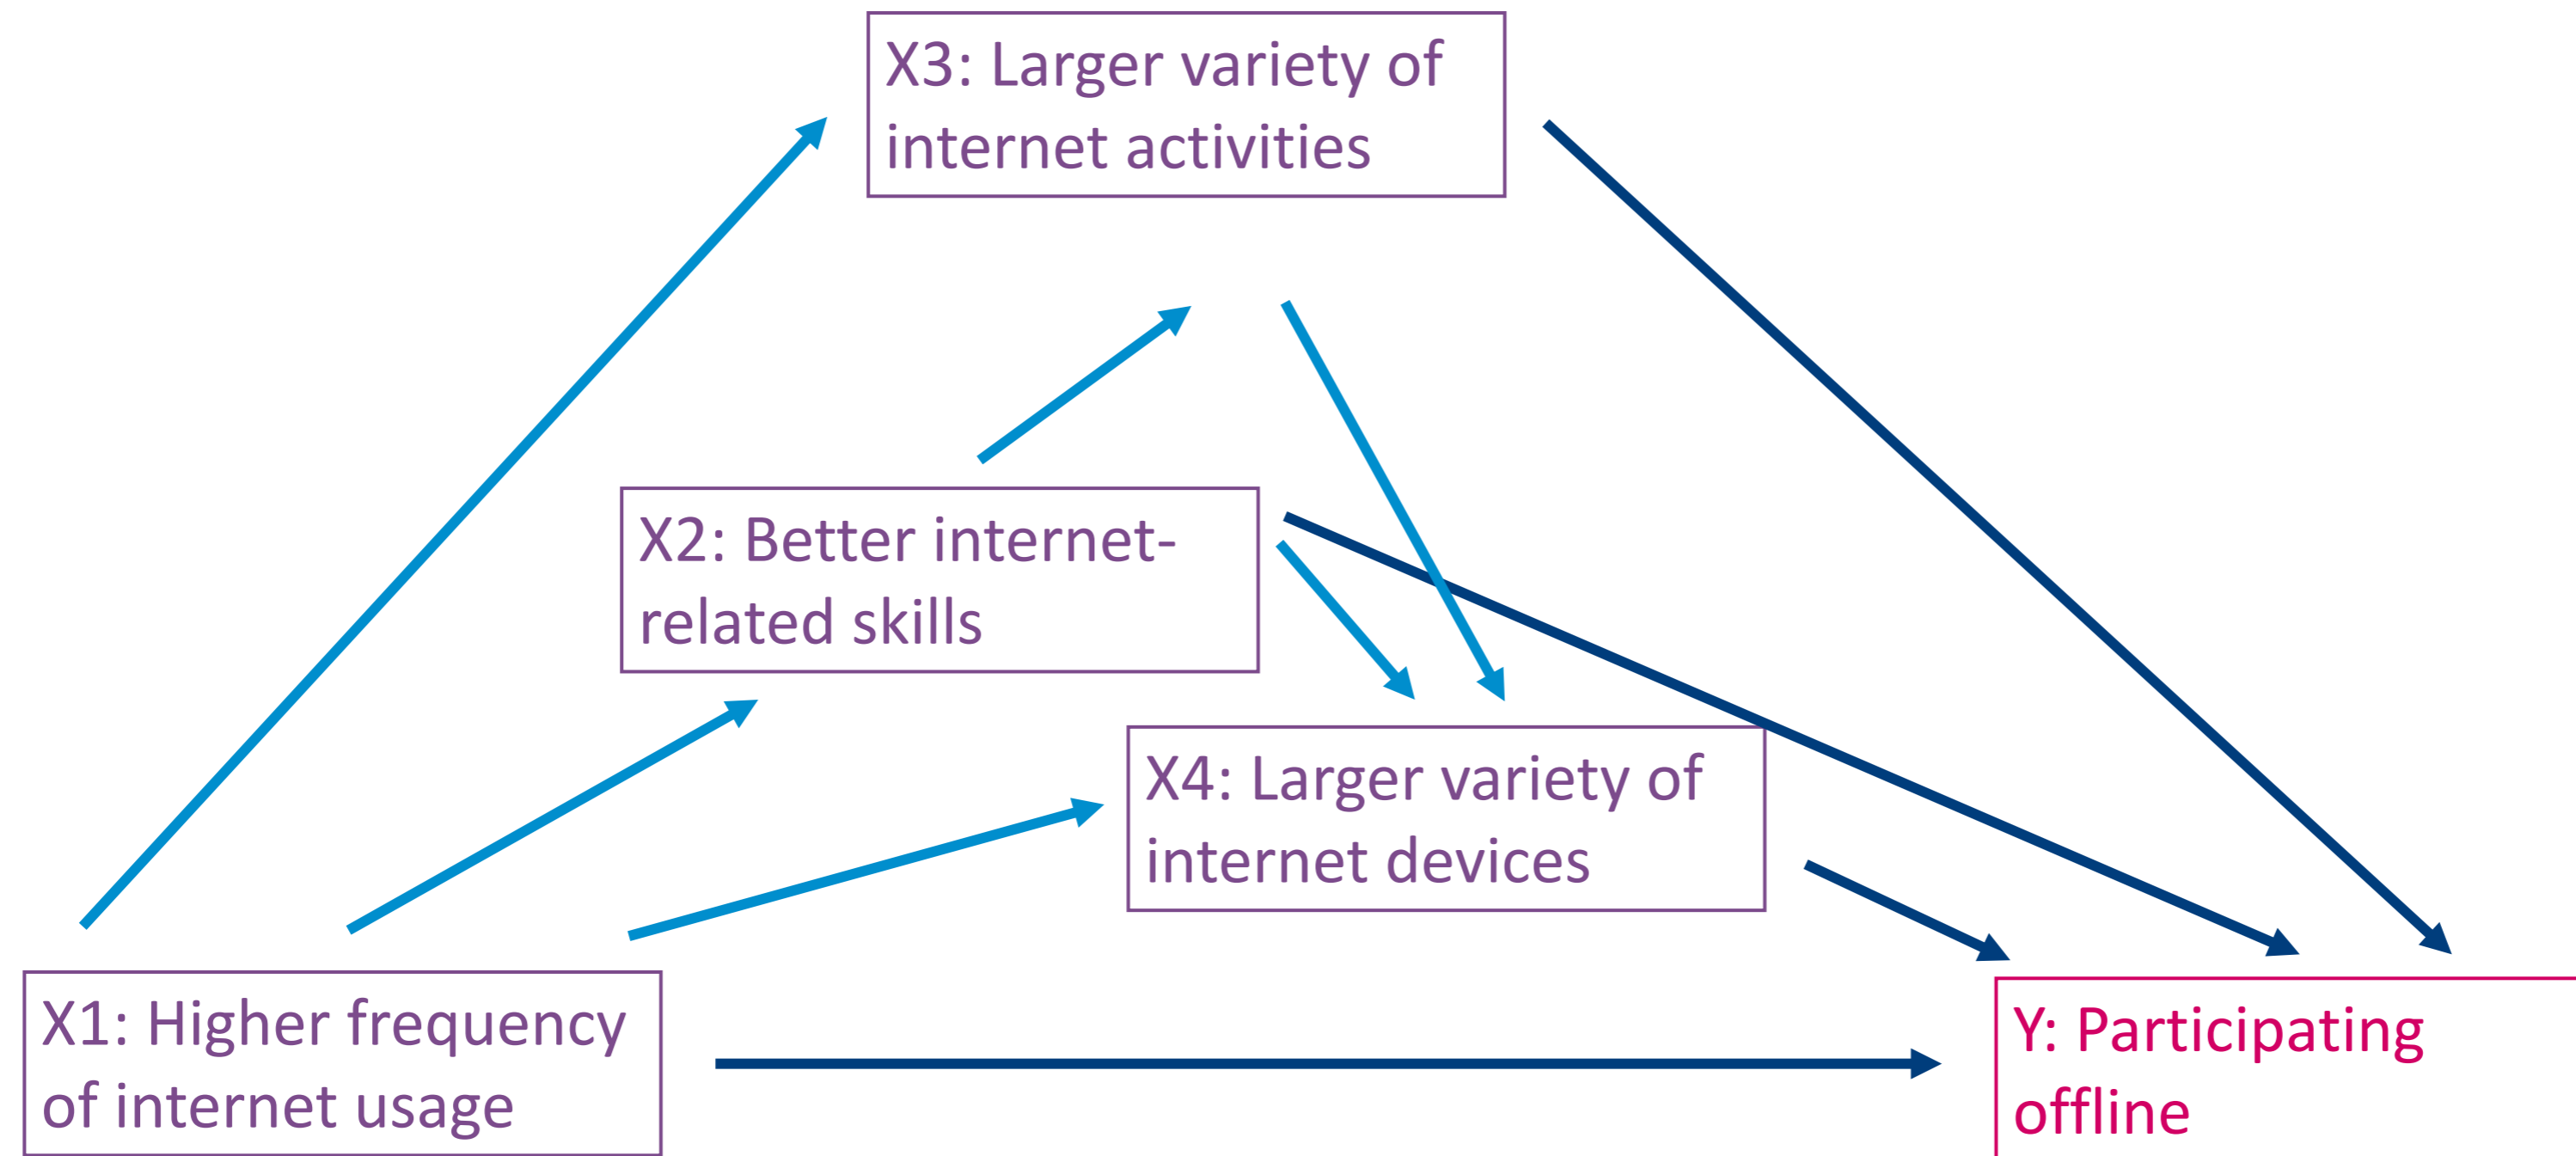 X3: Larger variety of
internet activities
X2: Better internet-
related skills
X4: Larger variety of
internet devices
X1: Higher frequency
of internet usage
Y: Participating
offline